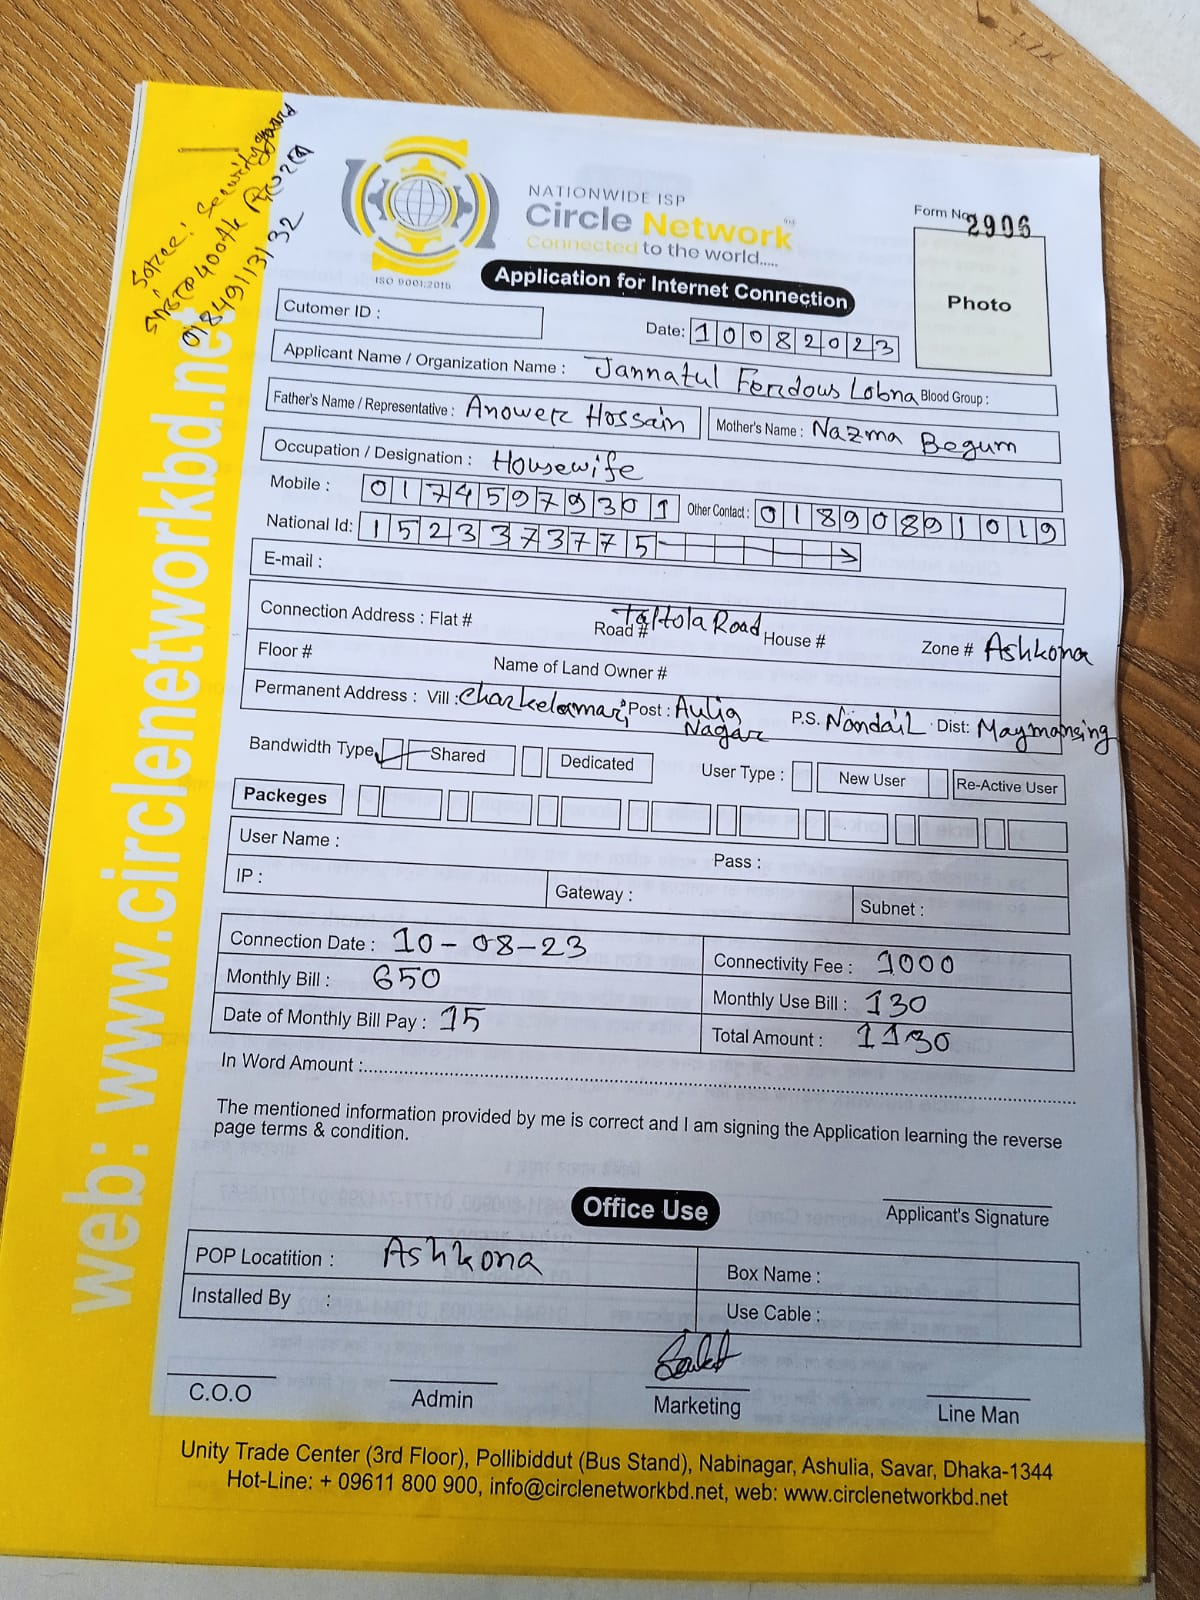 Sorce: Security guard
400Tk
01849113132
NATIONWIDE ISP
Circle Network
Connected to the world.....
ISO 9001:2015
Form No. 2906
Application for Internet Connection
Photo
Cutomer ID :
Date: 10082023
Applicant Name / Organization Name : Jannatul Ferdous Lobna Blood Group :
Father's Name / Representative : Anower Hossain Mother's Name : Nazma Begum
Occupation / Designation : Housewife
Mobile : 01745979301 Other Contact : 01890891019
National Id: 1523373775
E-mail :
Connection Address : Flat # Road # Taltola Road House # Zone # Ashkona
Floor # Name of Land Owner #
Permanent Address : Vill : Charkelamari, Post : Aulia Nagar P.S. Nandail Dist: Maymansing
Bandwidth Type ✓ Shared Dedicated User Type : New User Re-Active User
Packeges
User Name : Pass :
IP : Gateway : Subnet :
Connection Date : 10-08-23 Connectivity Fee : 1000
Monthly Bill : 650 Monthly Use Bill : 130
Date of Monthly Bill Pay : 15 Total Amount : 1130
In Word Amount :
The mentioned information provided by me is correct and I am signing the Application learning the reverse
page terms & condition.
Applicant's Signature
Office Use
POP Locatition : Ashkona Box Name :
Installed By : Use Cable :
C.O.O Admin Marketing Line Man
Unity Trade Center (3rd Floor), Pollibiddut (Bus Stand), Nabinagar, Ashulia, Savar, Dhaka-1344
Hot-Line: + 09611 800 900, info@circlenetworkbd.net, web: www.circlenetworkbd.net
web: www.circlenetworkbd.net